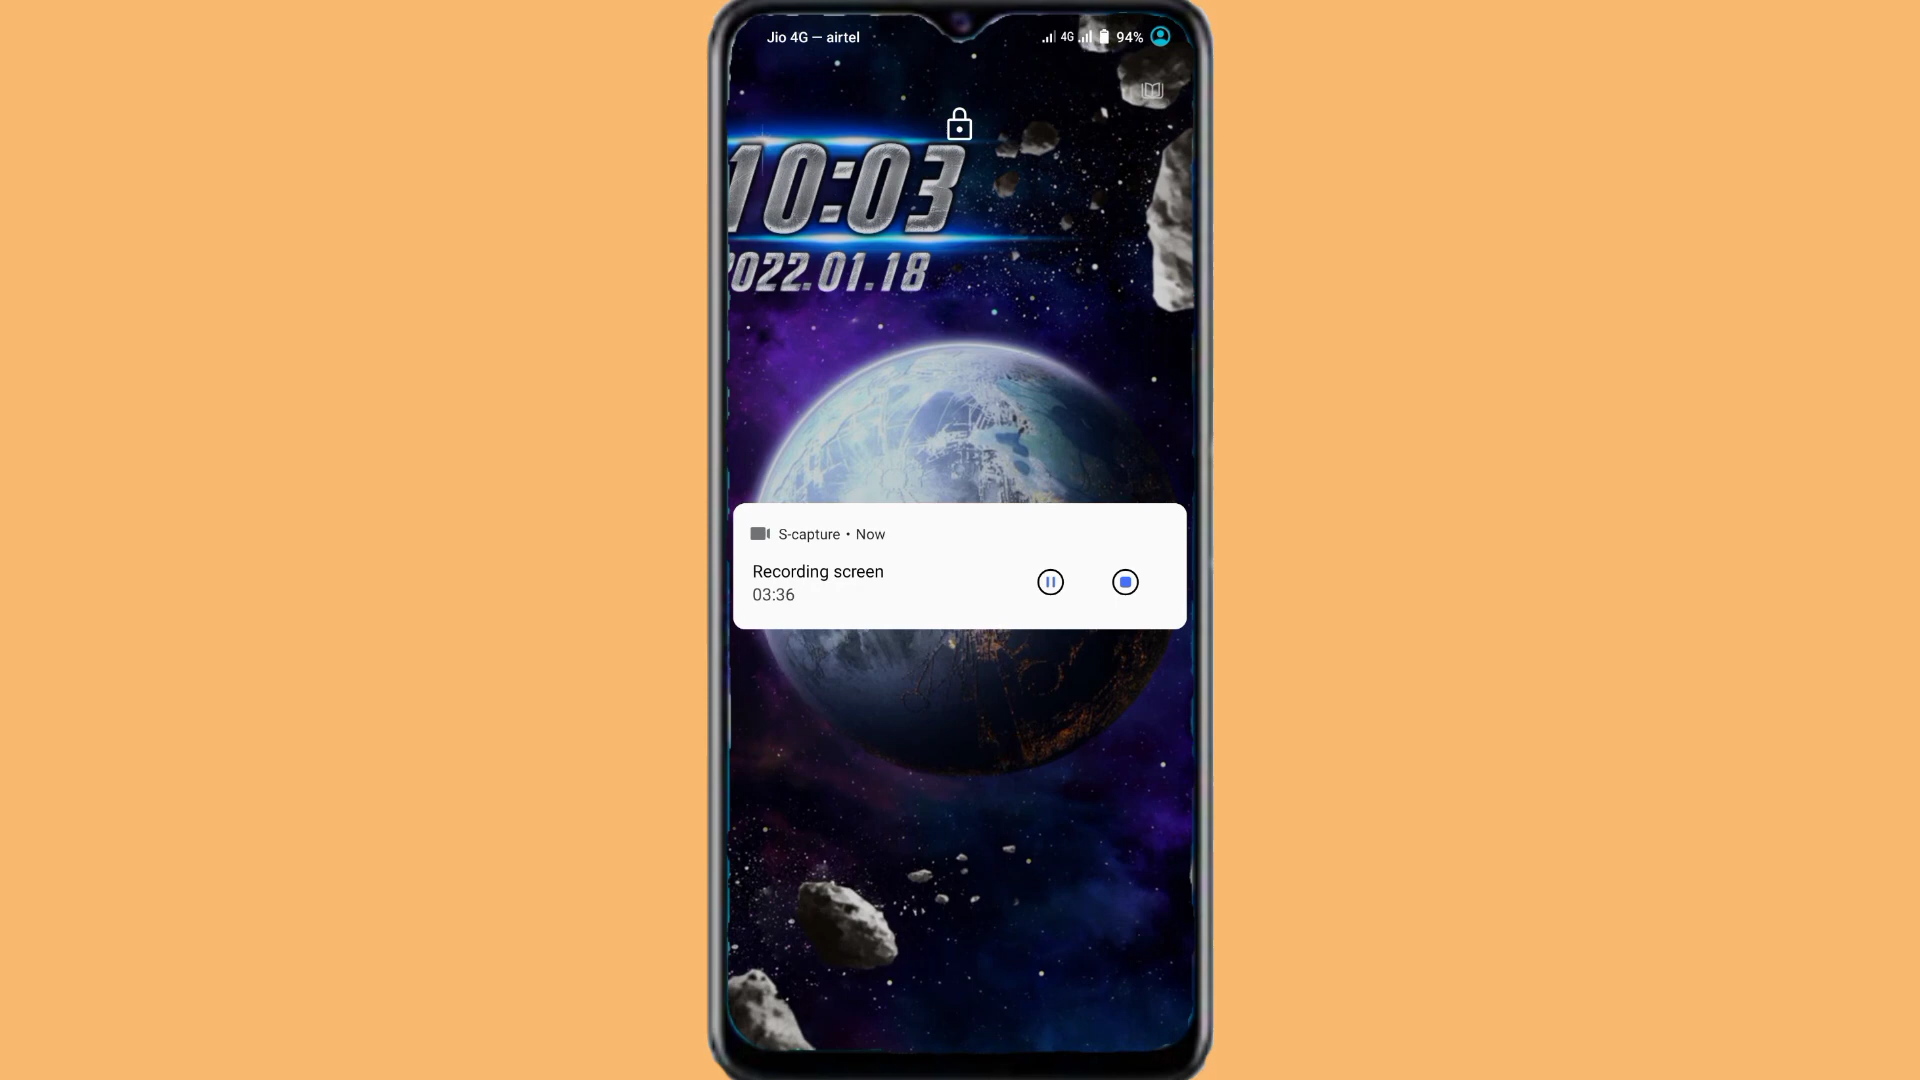 Jio 4G — airtel 4G 94%
10:03
2022.01.18
S-capture • Now
Recording screen
03:36